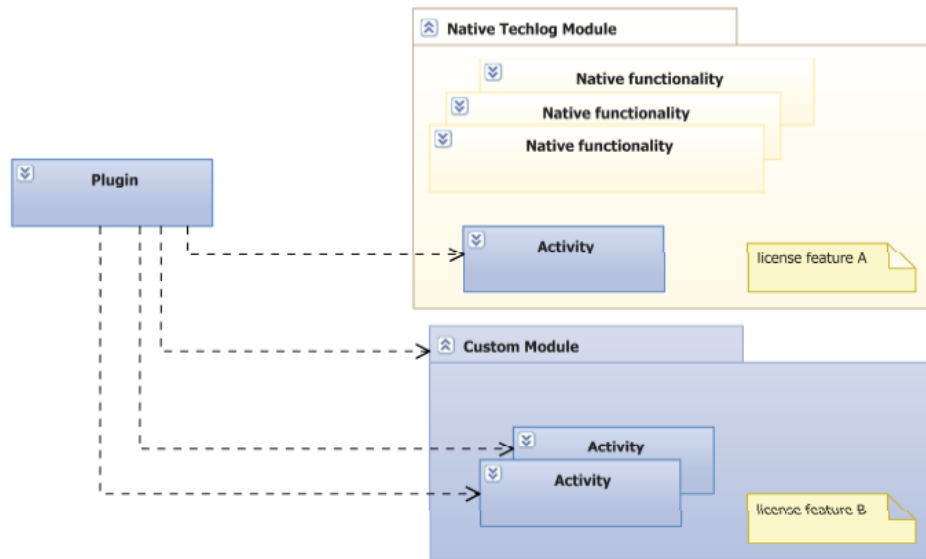 Native Techlog Module
Native functionality
Native functionality
Native functionality
Plugin
Activity
license feature A
Custom Module
Activity
Activity
license feature B